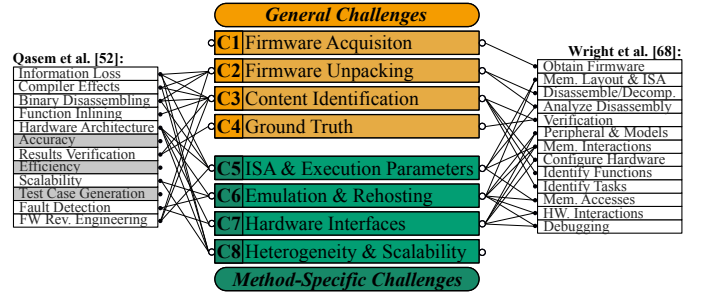 General Challenges
Qasem et al. [52]:
Information Loss
Compiler Effects
Binary Disassembling
Function Inlining
Hardware Architecture
Accuracy
Results Verification
Efficiency
Scalability
Test Case Generation
Fault Detection
FW Rev. Engineering
C1 Firmware Acquisiton
C2 Firmware Unpacking
C3 Content Identification
C4 Ground Truth
C5 ISA & Execution Parameters
C6 Emulation & Rehosting
C7 Hardware Interfaces
C8 Heterogeneity & Scalability
Method-Specific Challenges
Wright et al. [68]:
Obtain Firmware
Mem. Layout & ISA
Disassemble/Decomp.
Analyze Disassembly
Verification
Peripheral & Models
Mem. Interactions
Configure Hardware
Identify Functions
Identify Tasks
Mem. Accesses
HW. Interactions
Debugging